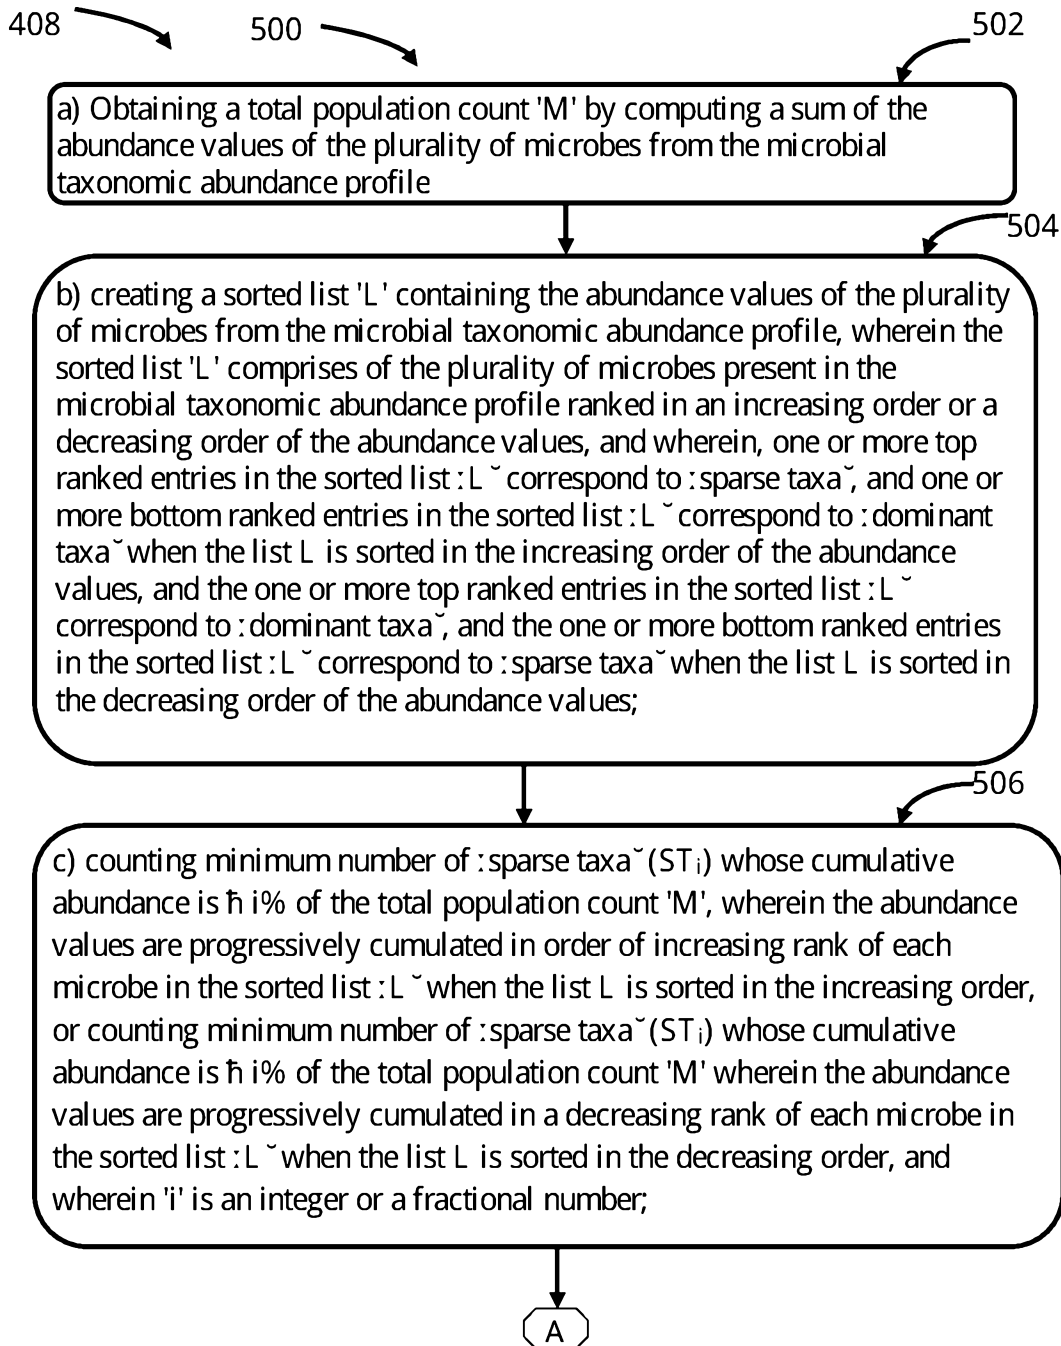 408
500
502
a) Obtaining a total population count 'M' by computing a sum of the
abundance values of the plurality of microbes from the microbial
taxonomic abundance profile
504
b) creating a sorted list 'L' containing the abundance values of the plurality
of microbes from the microbial taxonomic abundance profile, wherein the
sorted list 'L' comprises of the plurality of microbes present in the
microbial taxonomic abundance profile ranked in an increasing order or a
decreasing order of the abundance values, and wherein, one or more top
ranked entries in the sorted list ːL ˘ correspond to ːsparse taxa˘, and one or
more bottom ranked entries in the sorted list ːL ˘ correspond to ːdominant
taxa˘ when the list L is sorted in the increasing order of the abundance
values, and the one or more top ranked entries in the sorted list ːL ˘
correspond to ːdominant taxa˘, and the one or more bottom ranked entries
in the sorted list ːL ˘ correspond to ːsparse taxa˘ when the list L is sorted in
the decreasing order of the abundance values;
506
c) counting minimum number of ːsparse taxa˘ (STᵢ) whose cumulative
abundance is ħ i% of the total population count 'M', wherein the abundance
values are progressively cumulated in order of increasing rank of each
microbe in the sorted list ːL ˘ when the list L is sorted in the increasing order,
or counting minimum number of ːsparse taxa˘ (STᵢ) whose cumulative
abundance is ħ i% of the total population count 'M' wherein the abundance
values are progressively cumulated in a decreasing rank of each microbe in
the sorted list ːL ˘ when the list L is sorted in the decreasing order, and
wherein 'i' is an integer or a fractional number;
A